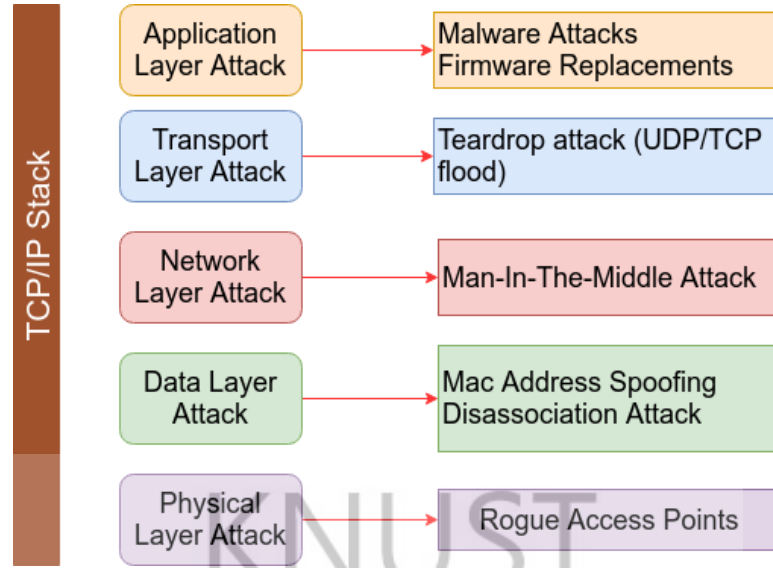 TCP/IP Stack
Application
Layer Attack
Malware Attacks
Firmware Replacements
Transport
Layer Attack
Teardrop attack (UDP/TCP
flood)
Network
Layer Attack
Man-In-The-Middle Attack
Data Layer
Attack
Mac Address Spoofing
Disassociation Attack
Physical
Layer Attack
Rogue Access Points
KNUST